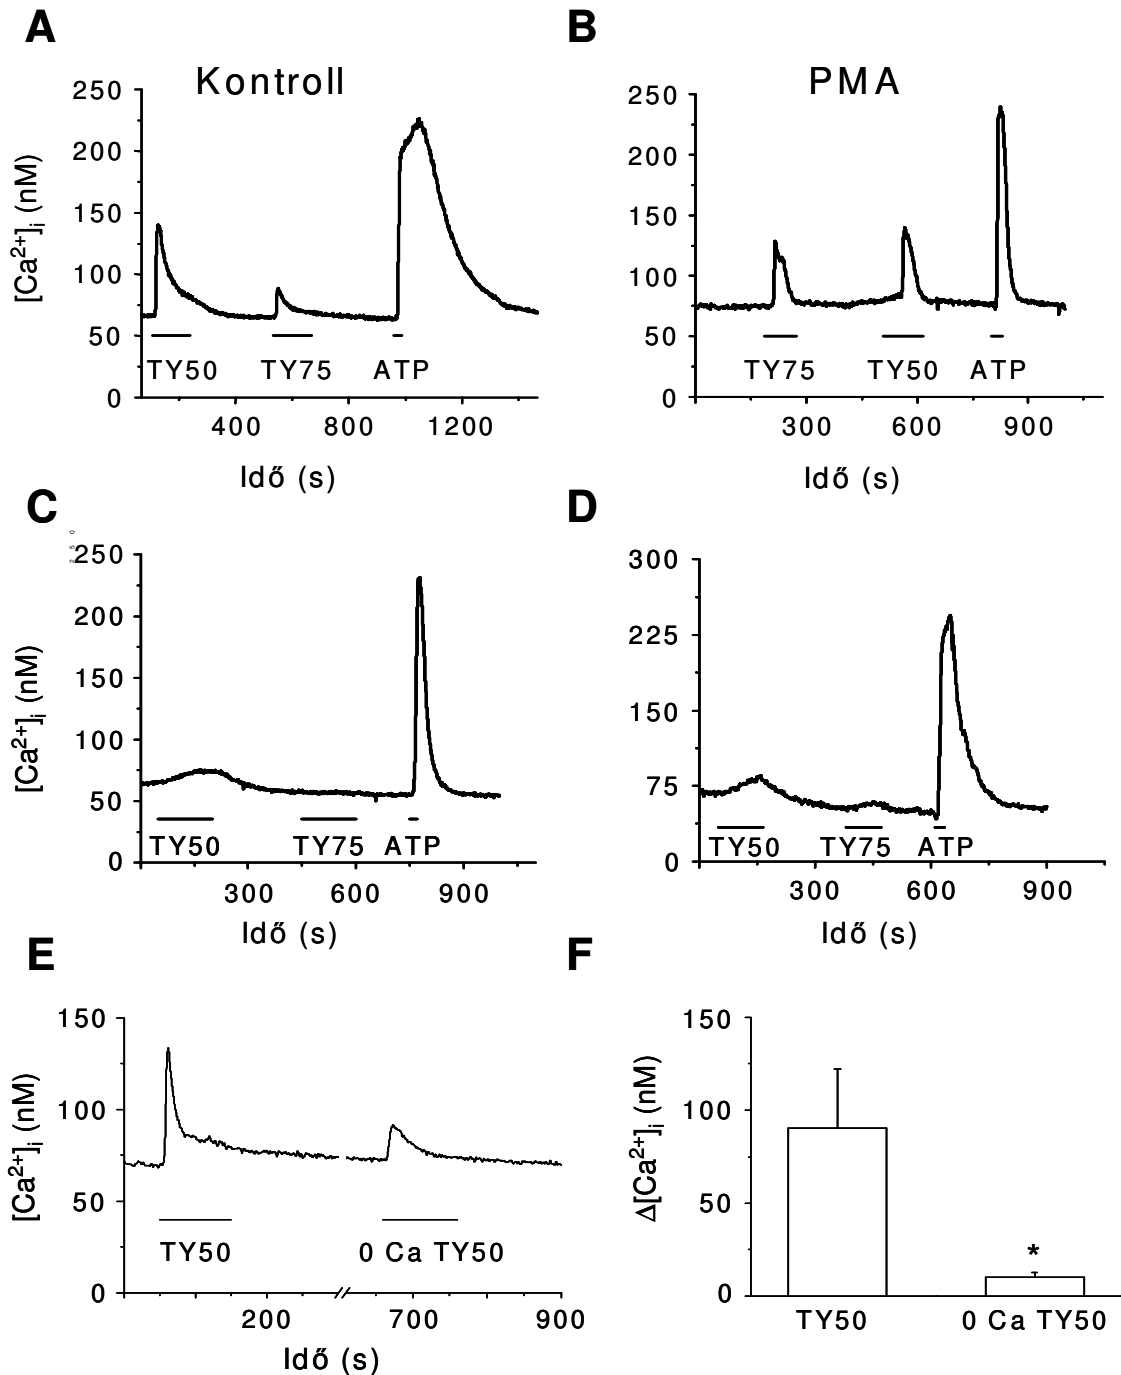 A
B
Kontroll
PMA
[Ca2+]i (nM)
250
200
150
100
50
0
TY50
TY75
ATP
400
800
1200
Idő (s)
250
200
150
100
50
0
TY75
TY50
ATP
300
600
900
Idő (s)
C
D
250
[Ca2+]i (nM)
250
200
150
100
50
0
TY50
TY75
ATP
300
600
900
Idő (s)
300
225
150
75
0
TY50
TY75
ATP
300
600
900
Idő (s)
E
F
[Ca2+]i (nM)
150
100
50
0
TY50
0 Ca TY50
200
700
900
Idő (s)
Δ[Ca2+]i (nM)
150
100
50
0
*
TY50
0 Ca TY50